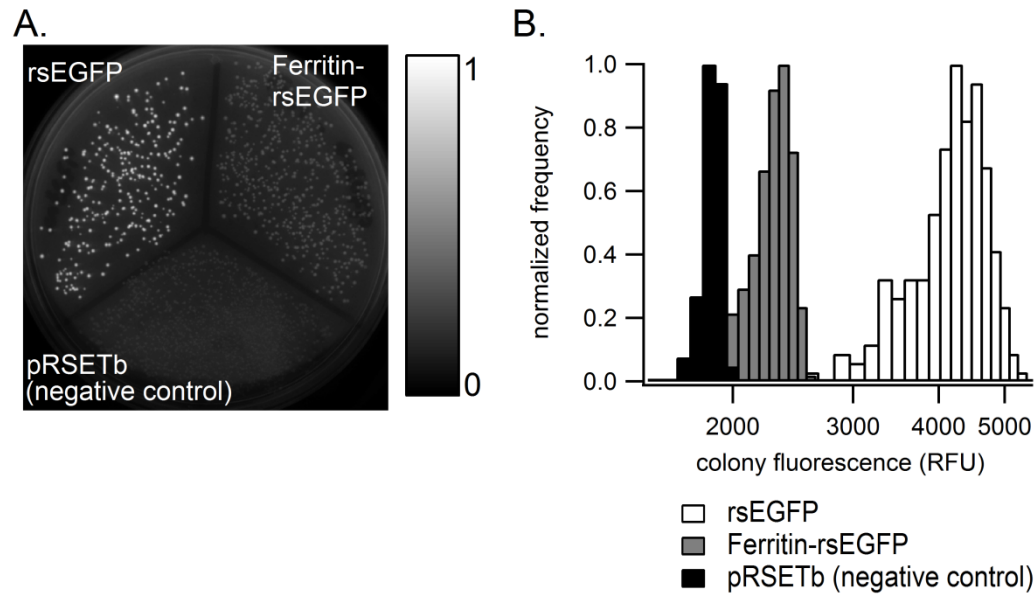 A.
rsEGFP
Ferritin-
rsEGFP
pRSETb
(negative control)
1
0
B.
normalized frequency
1.0
0.8
0.6
0.4
0.2
0.0
2000 3000 4000 5000
colony fluorescence (RFU)
rsEGFP
Ferritin-rsEGFP
pRSETb (negative control)